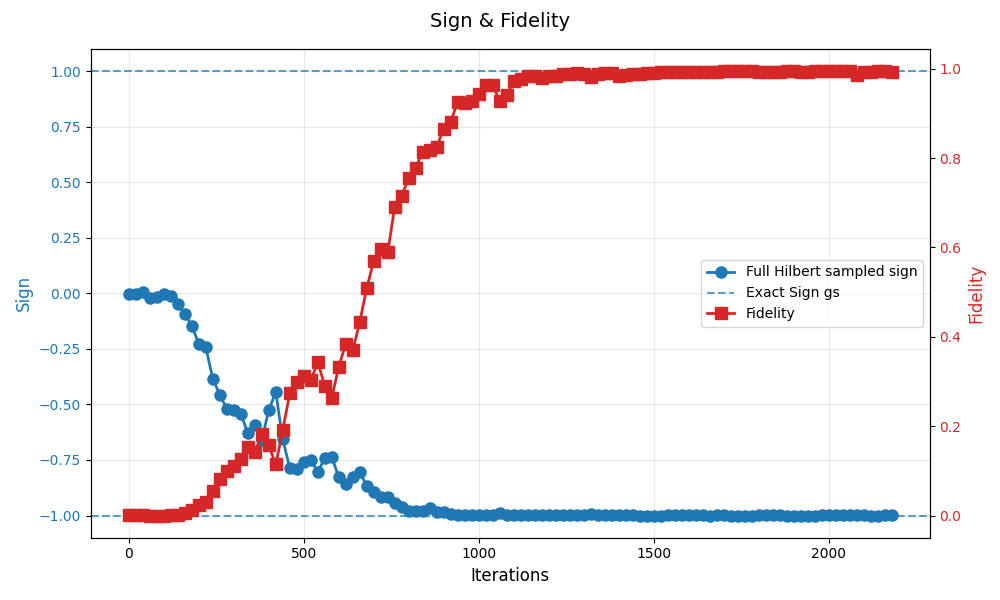 Sign & Fidelity
1.00
0.75
0.50
0.25
0.00
−0.25
−0.50
−0.75
−1.00
Sign
1.0
0.8
0.6
0.4
0.2
0.0
Fidelity
Full Hilbert sampled sign
Exact Sign gs
Fidelity
0
500
1000
1500
2000
Iterations